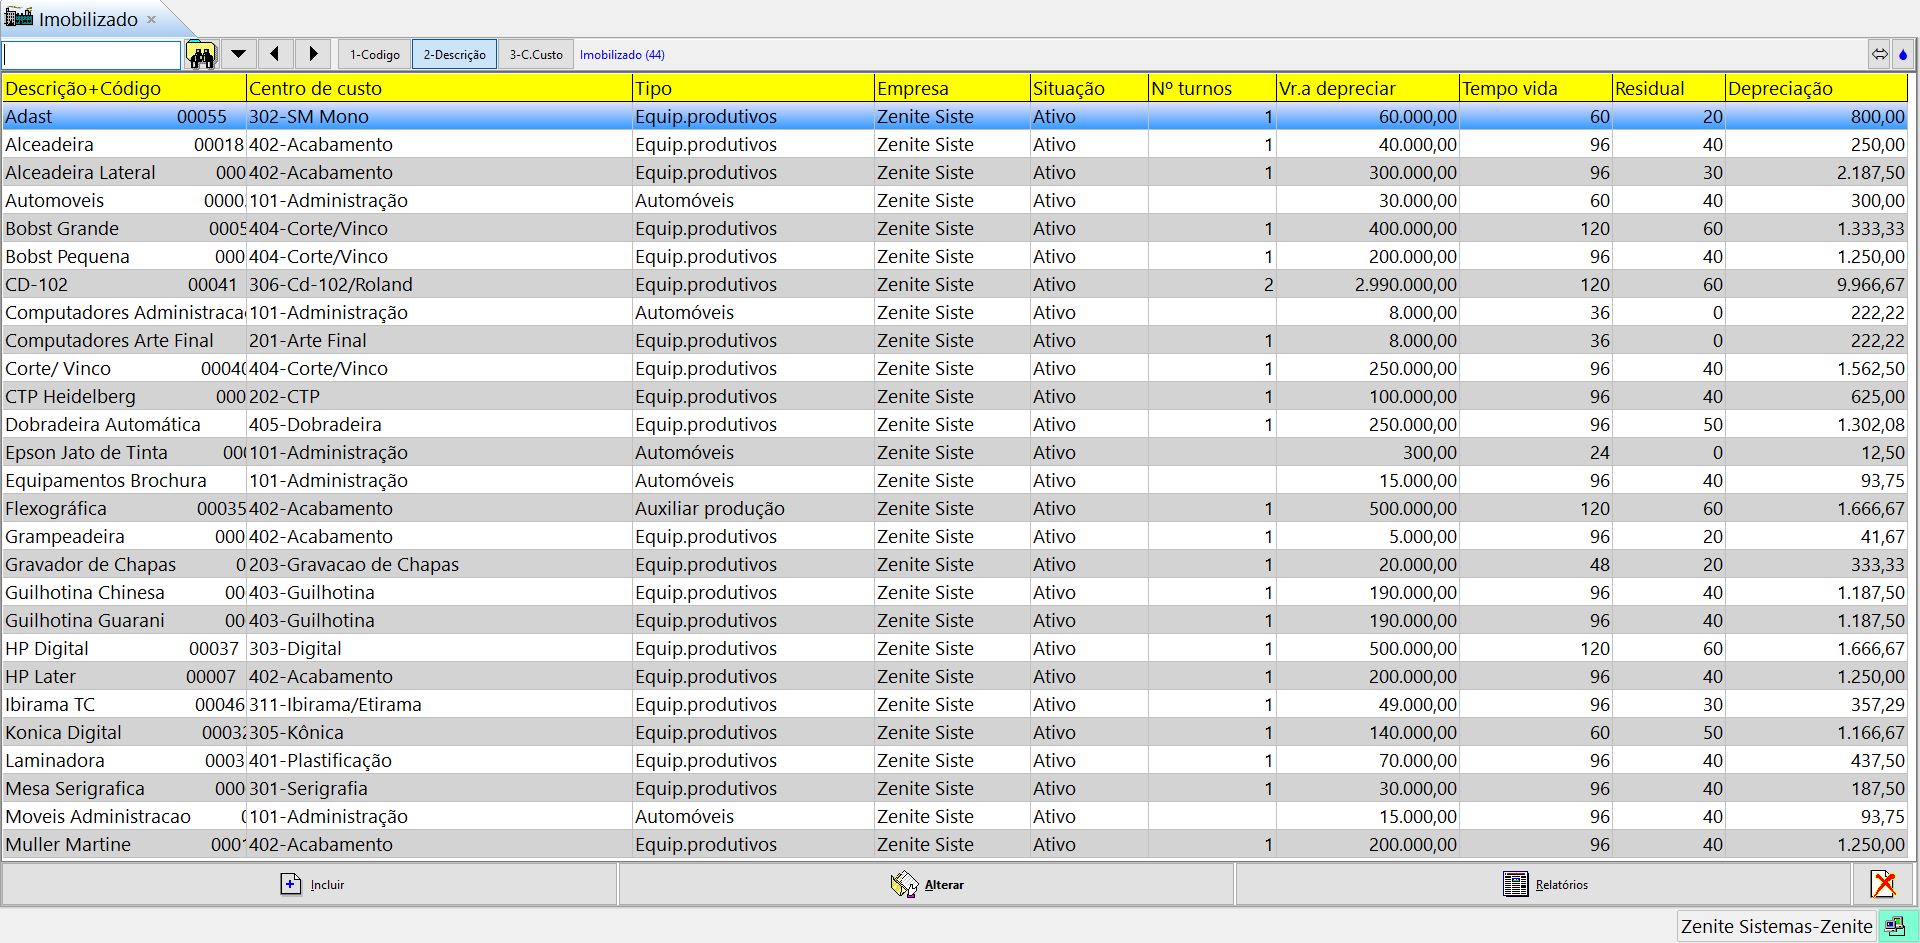 Imobilizado
1-Codigo 2-Descrição 3-C.Custo Imobilizado (44)
Descrição+Código Centro de custo Tipo Empresa Situação Nº turnos Vr.a depreciar Tempo vida Residual Depreciação
Adast 00055 302-SM Mono Equip.produtivos Zenite Siste Ativo 1 60.000,00 60 20 800,00
Alceadeira 00018 402-Acabamento Equip.produtivos Zenite Siste Ativo 1 40.000,00 96 40 250,00
Alceadeira Lateral 000 402-Acabamento Equip.produtivos Zenite Siste Ativo 1 300.000,00 96 30 2.187,50
Automoveis 0000 101-Administração Automóveis Zenite Siste Ativo 30.000,00 60 40 300,00
Bobst Grande 0005 404-Corte/Vinco Equip.produtivos Zenite Siste Ativo 1 400.000,00 120 60 1.333,33
Bobst Pequena 000 404-Corte/Vinco Equip.produtivos Zenite Siste Ativo 1 200.000,00 96 40 1.250,00
CD-102 00041 306-Cd-102/Roland Equip.produtivos Zenite Siste Ativo 2 2.990.000,00 120 60 9.966,67
Computadores Administraca 101-Administração Automóveis Zenite Siste Ativo 8.000,00 36 0 222,22
Computadores Arte Final 201-Arte Final Equip.produtivos Zenite Siste Ativo 1 8.000,00 36 0 222,22
Corte/ Vinco 00040 404-Corte/Vinco Equip.produtivos Zenite Siste Ativo 1 250.000,00 96 40 1.562,50
CTP Heidelberg 000 202-CTP Equip.produtivos Zenite Siste Ativo 1 100.000,00 96 40 625,00
Dobradeira Automática 405-Dobradeira Equip.produtivos Zenite Siste Ativo 1 250.000,00 96 50 1.302,08
Epson Jato de Tinta 00 101-Administração Automóveis Zenite Siste Ativo 300,00 24 0 12,50
Equipamentos Brochura 101-Administração Automóveis Zenite Siste Ativo 15.000,00 96 40 93,75
Flexográfica 00035 402-Acabamento Auxiliar produção Zenite Siste Ativo 1 500.000,00 120 60 1.666,67
Grampeadeira 000 402-Acabamento Equip.produtivos Zenite Siste Ativo 1 5.000,00 96 20 41,67
Gravador de Chapas 0 203-Gravacao de Chapas Equip.produtivos Zenite Siste Ativo 1 20.000,00 48 20 333,33
Guilhotina Chinesa 00 403-Guilhotina Equip.produtivos Zenite Siste Ativo 1 190.000,00 96 40 1.187,50
Guilhotina Guarani 00 403-Guilhotina Equip.produtivos Zenite Siste Ativo 1 190.000,00 96 40 1.187,50
HP Digital 00037 303-Digital Equip.produtivos Zenite Siste Ativo 1 500.000,00 120 60 1.666,67
HP Later 00007 402-Acabamento Equip.produtivos Zenite Siste Ativo 1 200.000,00 96 40 1.250,00
Ibirama TC 00046 311-Ibirama/Etirama Equip.produtivos Zenite Siste Ativo 1 49.000,00 96 30 357,29
Konica Digital 00032 305-Kônica Equip.produtivos Zenite Siste Ativo 1 140.000,00 60 50 1.166,67
Laminadora 0003 401-Plastificação Equip.produtivos Zenite Siste Ativo 1 70.000,00 96 40 437,50
Mesa Serigrafica 000 301-Serigrafia Equip.produtivos Zenite Siste Ativo 1 30.000,00 96 40 187,50
Moveis Administracao 101-Administração Automóveis Zenite Siste Ativo 15.000,00 96 40 93,75
Muller Martine 0001 402-Acabamento Equip.produtivos Zenite Siste Ativo 1 200.000,00 96 40 1.250,00
Incluir Alterar Relatórios
Zenite Sistemas-Zenite